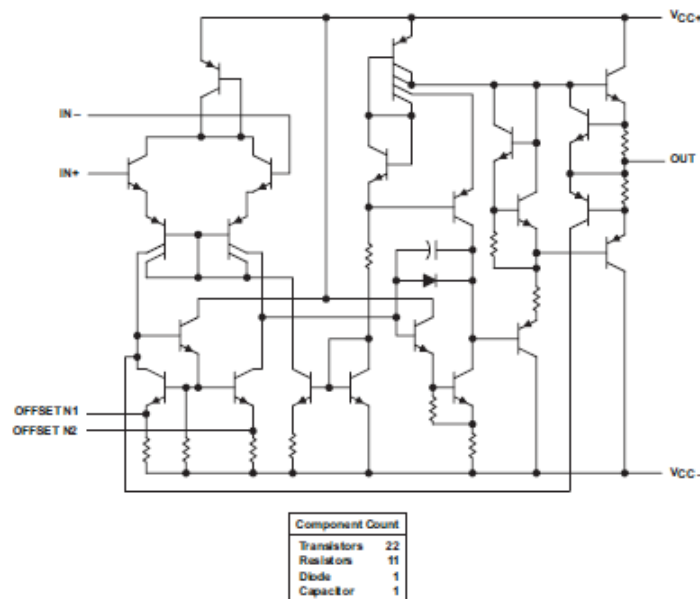 VCC+
IN−
IN+
OUT
OFFSET N1
OFFSET N2
VCC−
Component Count
Transistors 22
Resistors 11
Diode 1
Capacitor 1